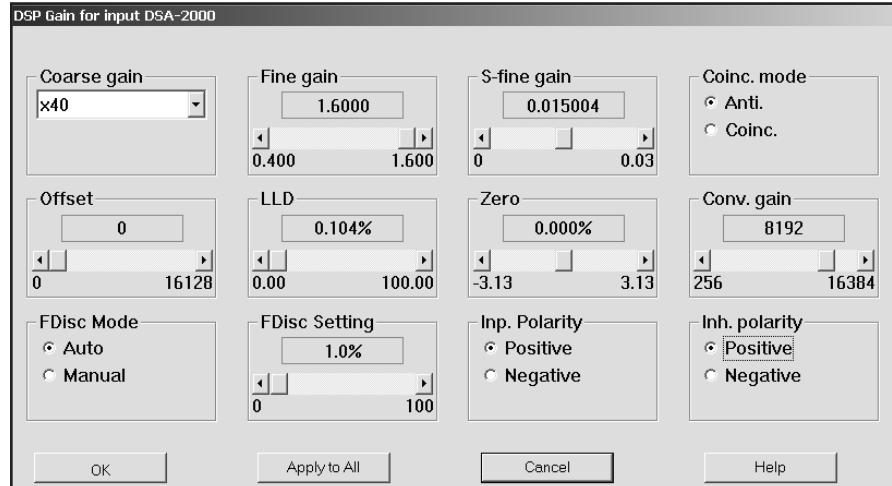 DSP Gain for input DSA-2000
Coarse gain
x40
Fine gain
1.6000
0.400 1.600
S-fine gain
0.015004
0 0.03
Coinc. mode
Anti.
Coinc.
Offset
0
0 16128
LLD
0.104%
0.00 100.00
Zero
0.000%
-3.13 3.13
Conv. gain
8192
256 16384
FDisc Mode
Auto
Manual
FDisc Setting
1.0%
0 100
Inp. Polarity
Positive
Negative
Inh. polarity
Positive
Negative
OK Apply to All Cancel Help